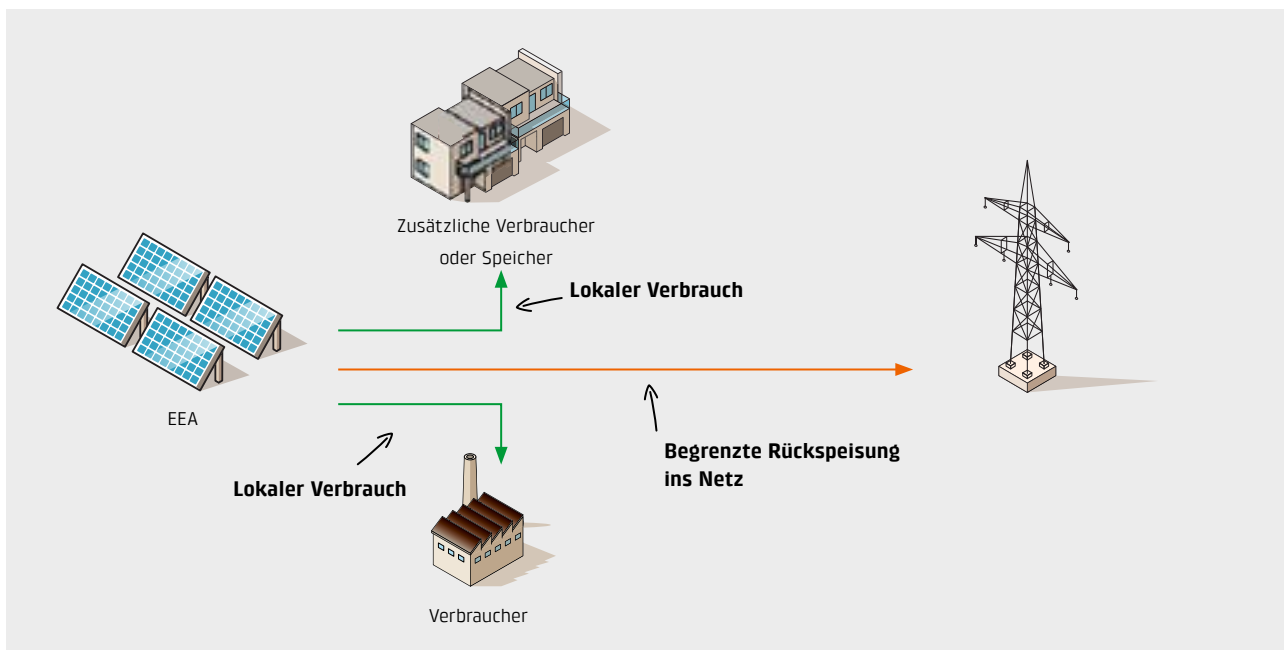 Zusätzliche Verbraucher
oder Speicher
Lokaler Verbrauch
EEA
Begrenzte Rückspeisung
ins Netz
Lokaler Verbrauch
Verbraucher